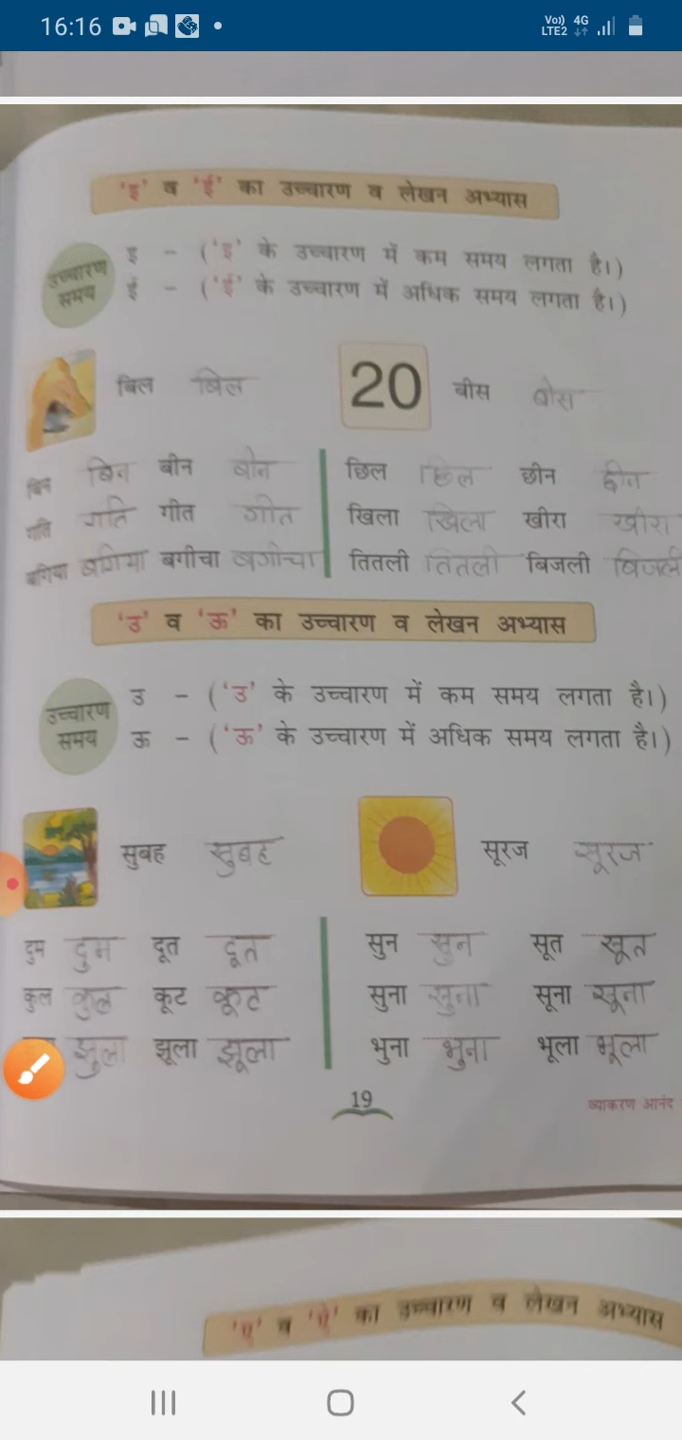 16:16
Vo)) 4G
LTE2
'इ' व 'ई' का उच्चारण व लेखन अभ्यास
उच्चारण समय
इ - ('इ' के उच्चारण में कम समय लगता है।)
ई - ('ई' के उच्चारण में अधिक समय लगता है।)
बिल बिल 20 बीस बीस
बिन बिन बीन बीन छिल छिल छीन छीन
गति गति गीत गीत खिला खिला खीरा खीरा
बगिया बगिया बगीचा बगीचा तितली तितली बिजली बिजली
'उ' व 'ऊ' का उच्चारण व लेखन अभ्यास
उच्चारण समय
उ - ('उ' के उच्चारण में कम समय लगता है।)
ऊ - ('ऊ' के उच्चारण में अधिक समय लगता है।)
सुबह सुबह सूरज सूरज
दुम दुम दूत दूत सुन सुन सूत सूत
कुल कुल कूट कूट सुना सुना सूना सूना
झुला झूला झूला भुना भुना भूला भूला
19
व्याकरण आनंद
'ए' व 'ऐ' का उच्चारण व लेखन अभ्यास